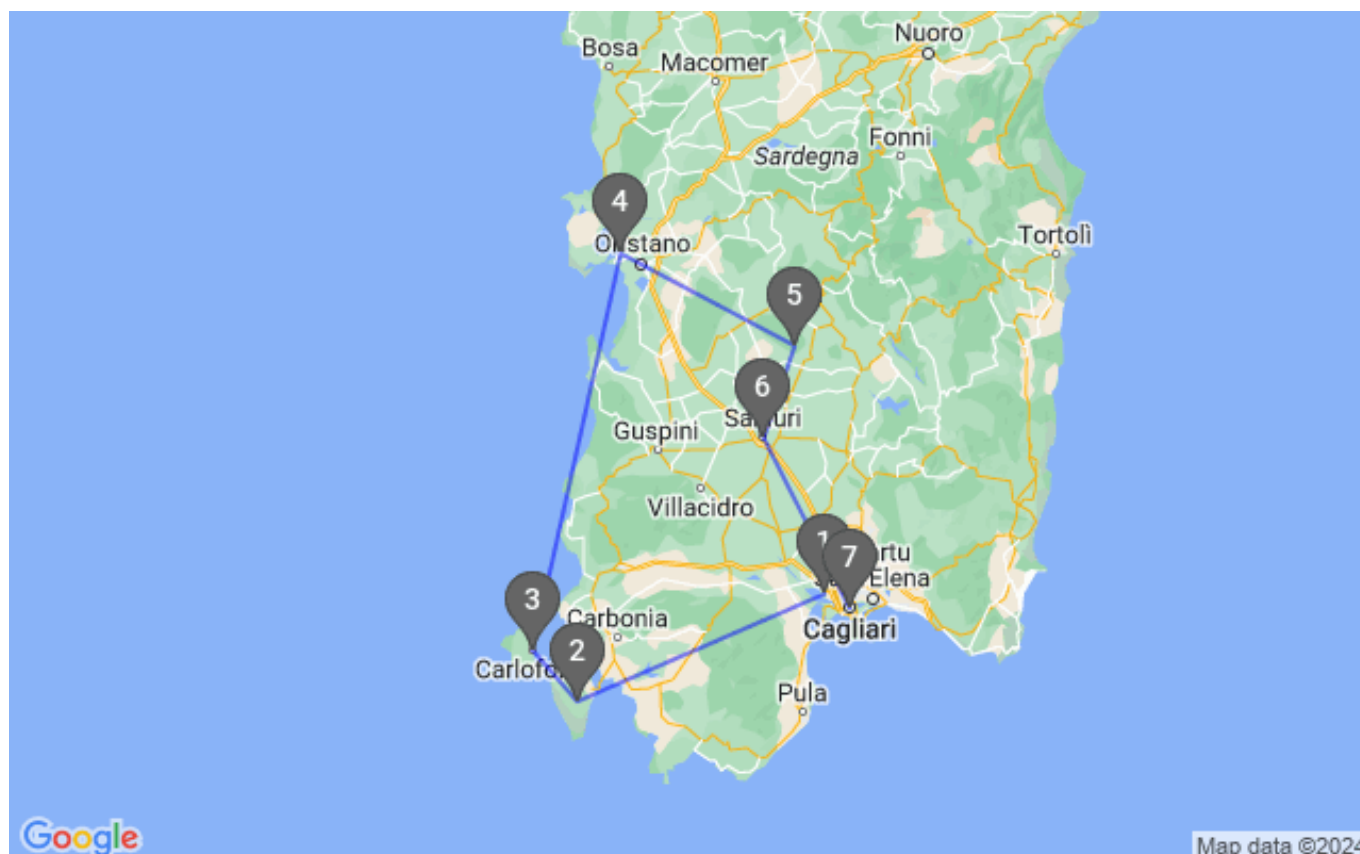 Nuoro
Bosa
Macomer
Fonni
Sardegna
4
Tortolì
5
6
Guspini
Villacidro
1
7
Elena
3
Carbonia
2
Cagliari
Pula
Google
Map data ©2024